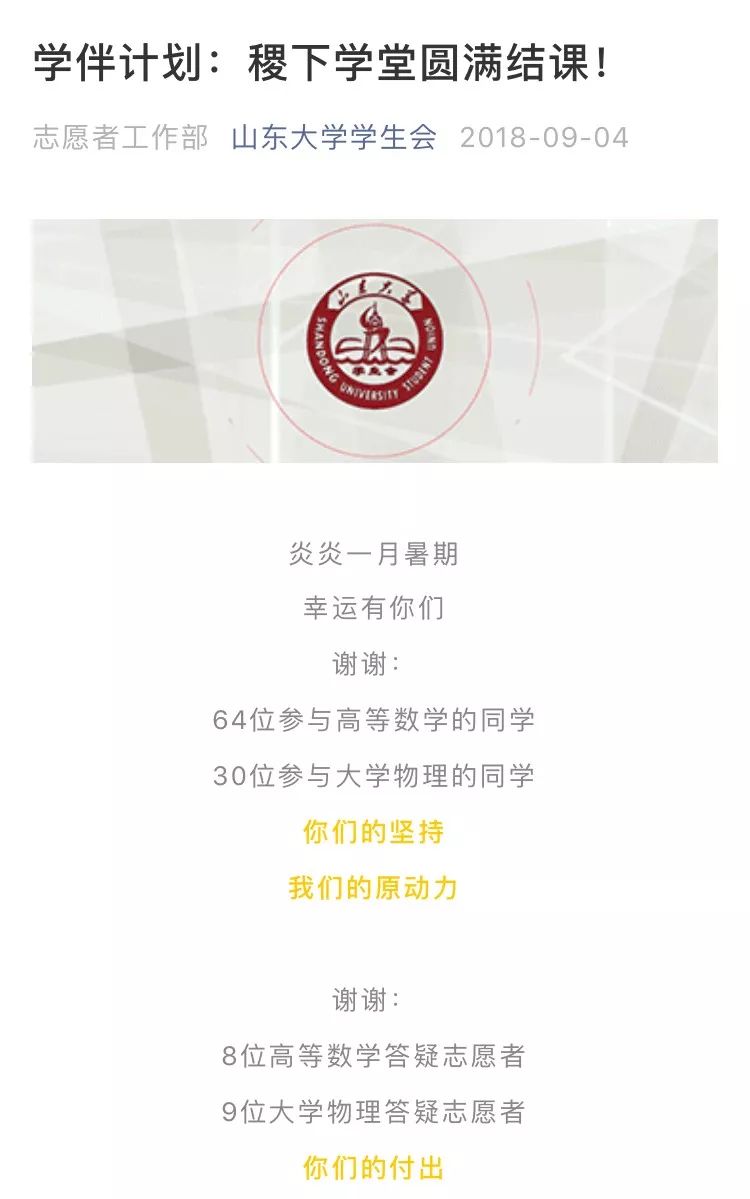 学伴计划：稷下学堂圆满结课！
志愿者工作部 山东大学学生会 2018-09-04
山东大学
SHANDONG UNIVERSITY STUDENT UNION
学生会
炎炎一月暑期
幸运有你们
谢谢：
64位参与高等数学的同学
30位参与大学物理的同学
你们的坚持
我们的原动力
谢谢：
8位高等数学答疑志愿者
9位大学物理答疑志愿者
你们的付出